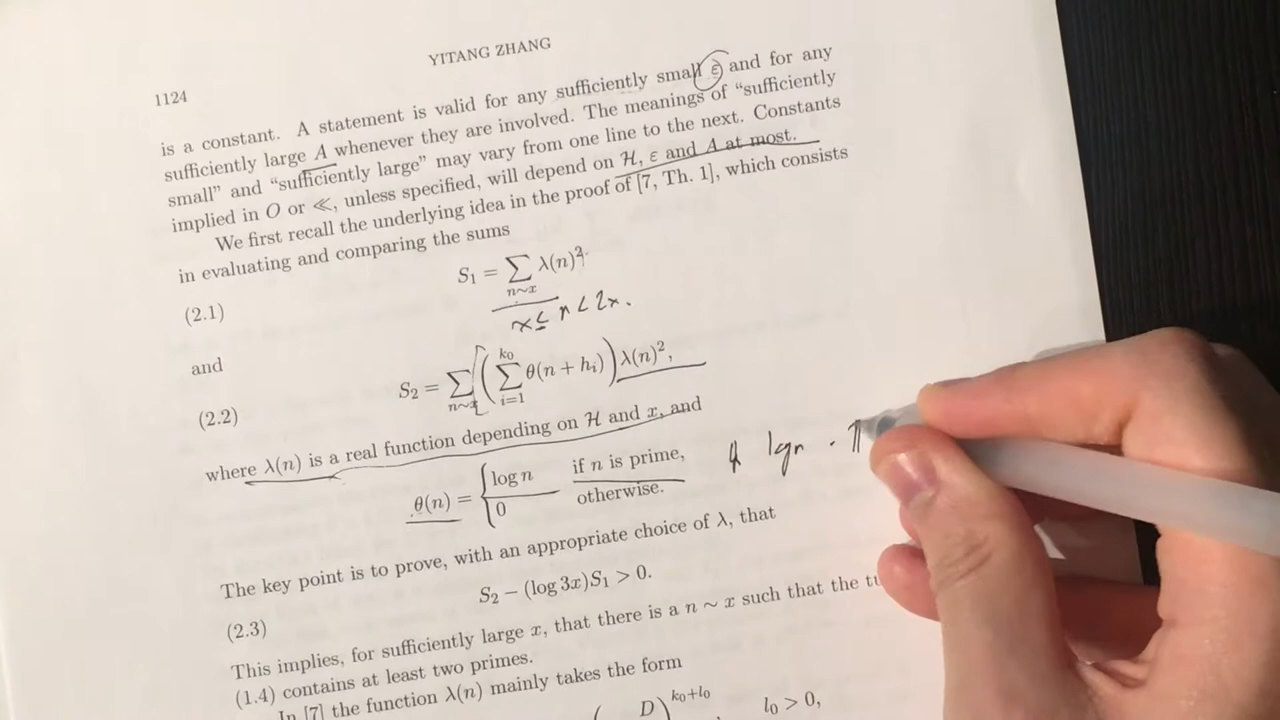 YITANG ZHANG
1124
is a constant. A statement is valid for any sufficiently small ε and for any
sufficiently large A whenever they are involved. The meanings of “sufficiently
small” and “sufficiently large” may vary from one line to the next. Constants
implied in O or ≪, unless specified, will depend on ℋ, ε and A at most.
We first recall the underlying idea in the proof of [7, Th. 1], which consists
in evaluating and comparing the sums
(2.1) S₁ = ∑_{n∼x} λ(n)²
x ≤ n < 2x.
and
(2.2) S₂ = ∑_{n∼x} ( ∑_{i=1}^{k₀} θ(n + hᵢ) ) λ(n)²,
where λ(n) is a real function depending on ℋ and x, and
θ(n) = { log n if n is prime,
0 otherwise.
The key point is to prove, with an appropriate choice of λ, that
(2.3) S₂ − (log 3x)S₁ > 0.
This implies, for sufficiently large x, that there is a n ∼ x such that the
(1.4) contains at least two primes.
In [7] the function λ(n) mainly takes the form
D k₀+l₀ l₀ > 0,